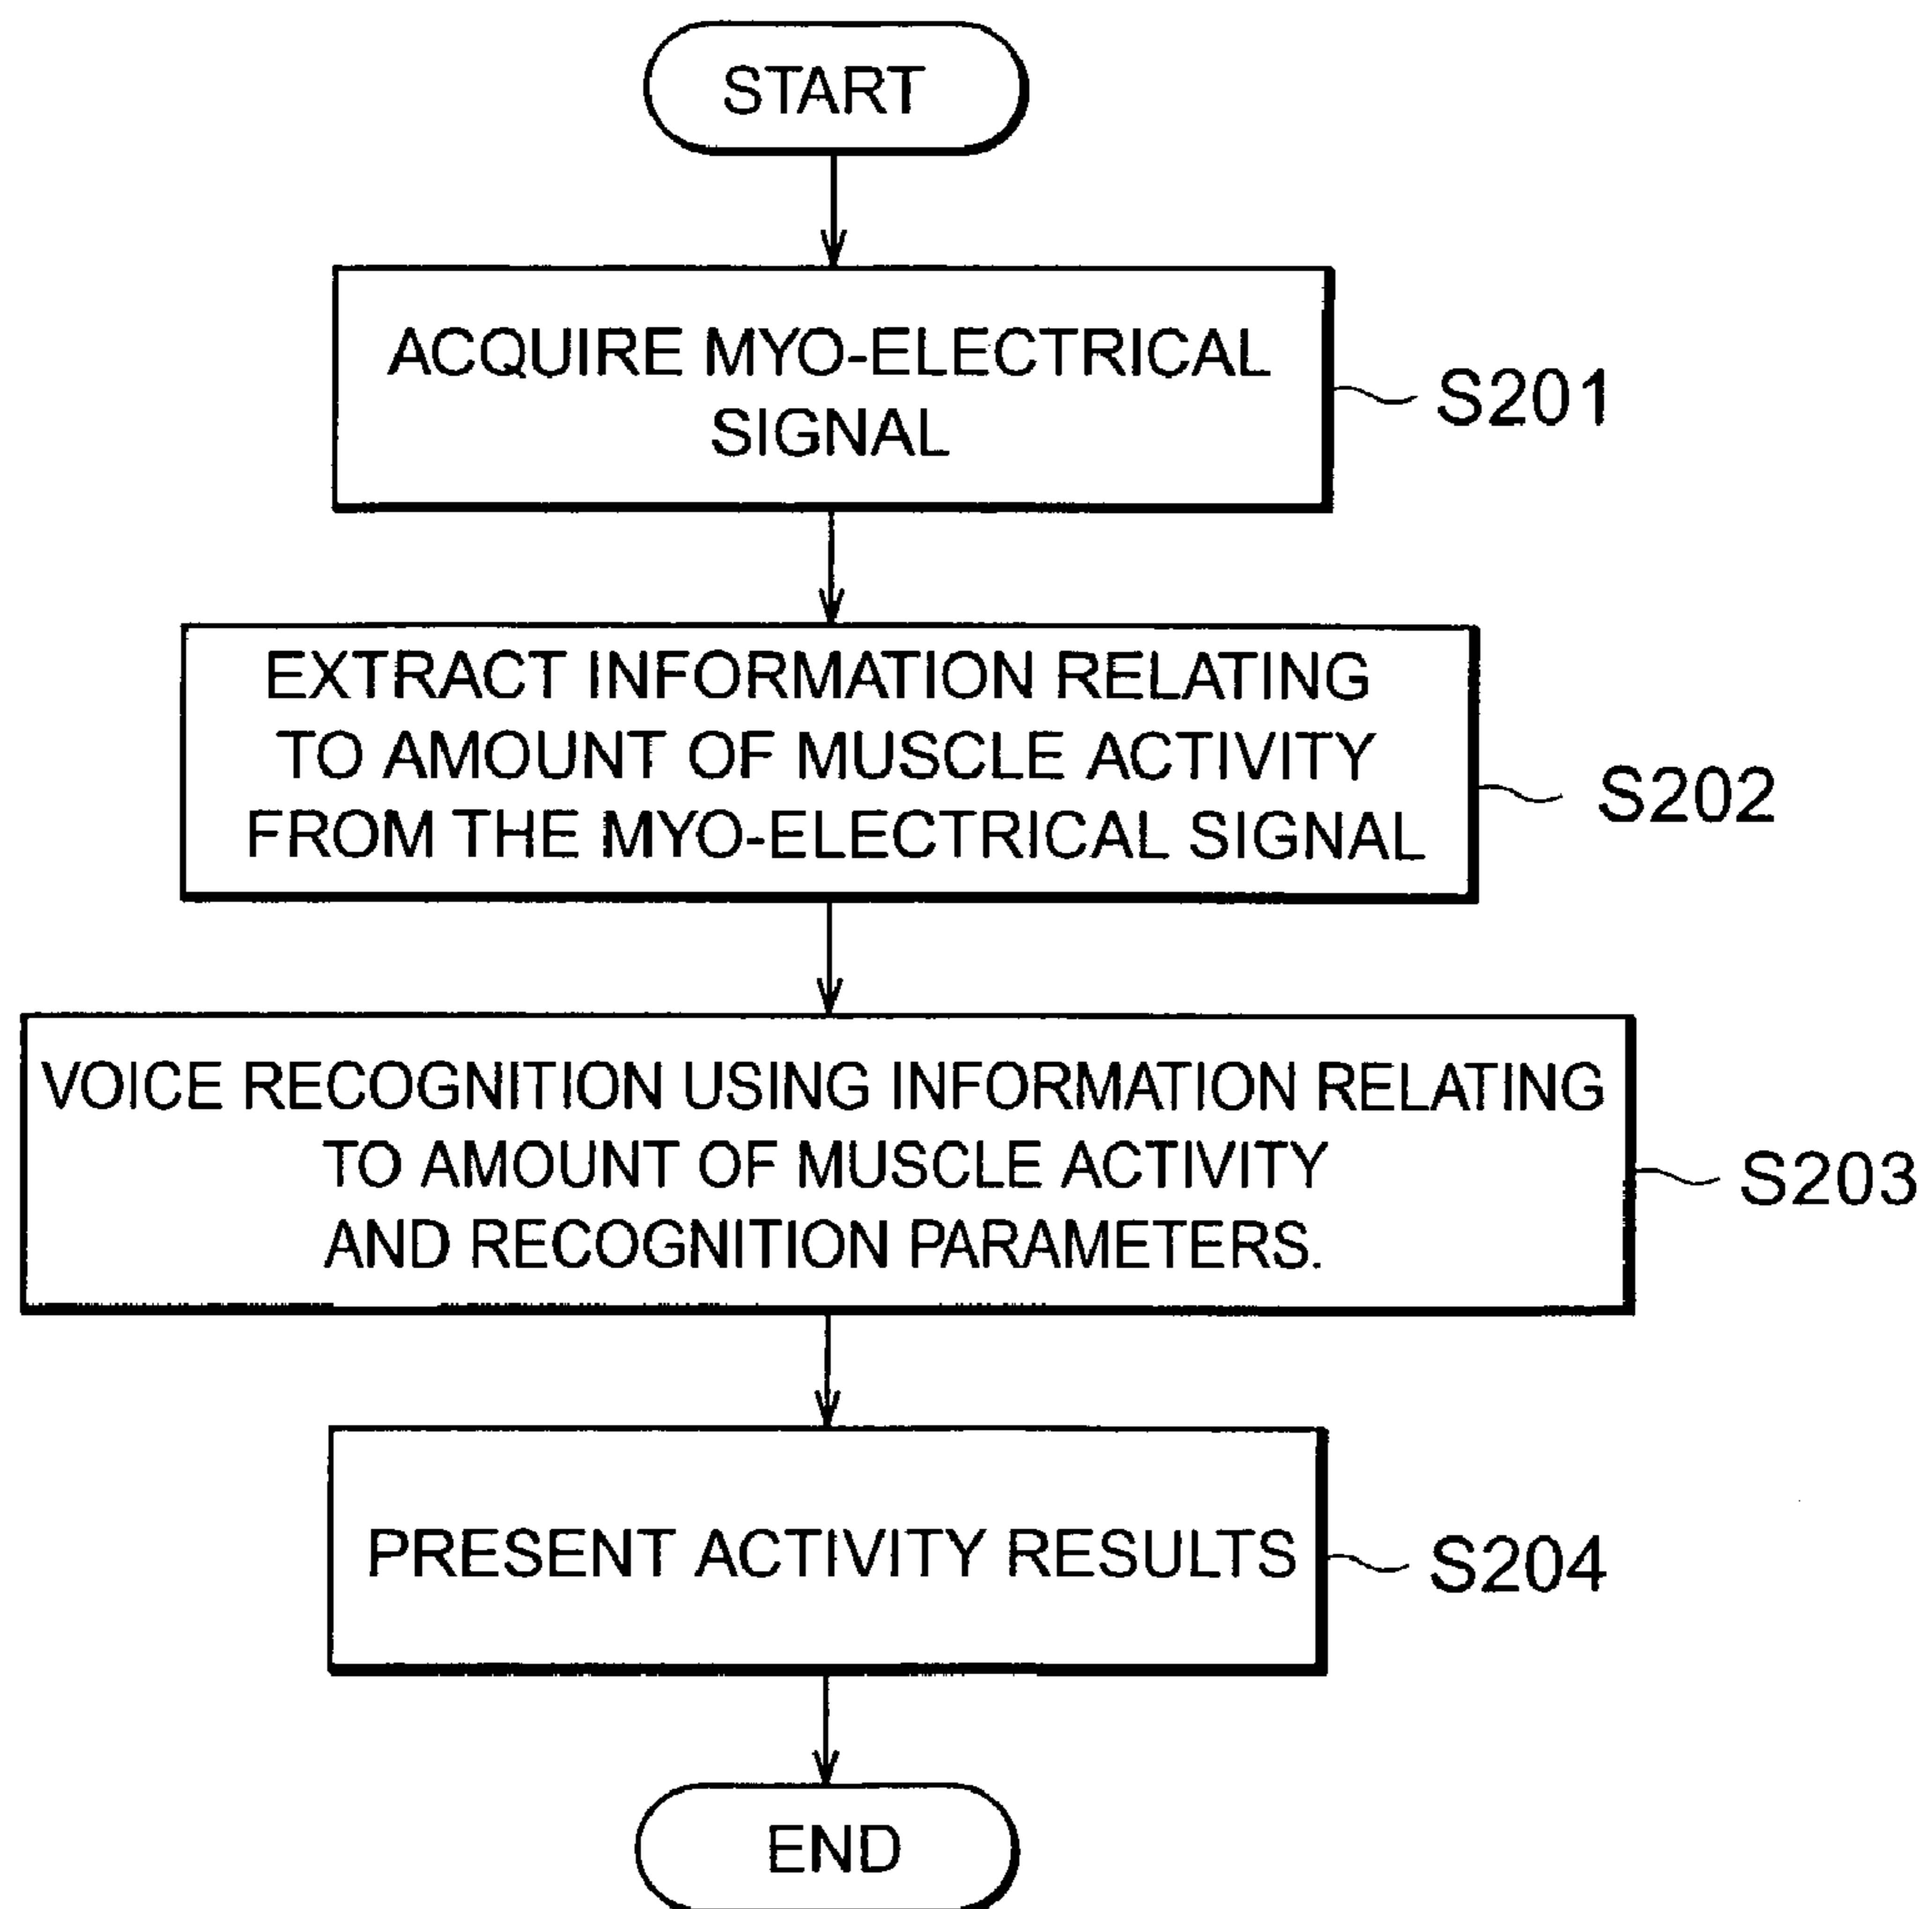 START
ACQUIRE MYO-ELECTRICAL
SIGNAL
S201
EXTRACT INFORMATION RELATING
TO AMOUNT OF MUSCLE ACTIVITY
FROM THE MYO-ELECTRICAL SIGNAL
S202
VOICE RECOGNITION USING INFORMATION RELATING
TO AMOUNT OF MUSCLE ACTIVITY
AND RECOGNITION PARAMETERS.
S203
PRESENT ACTIVITY RESULTS
S204
END